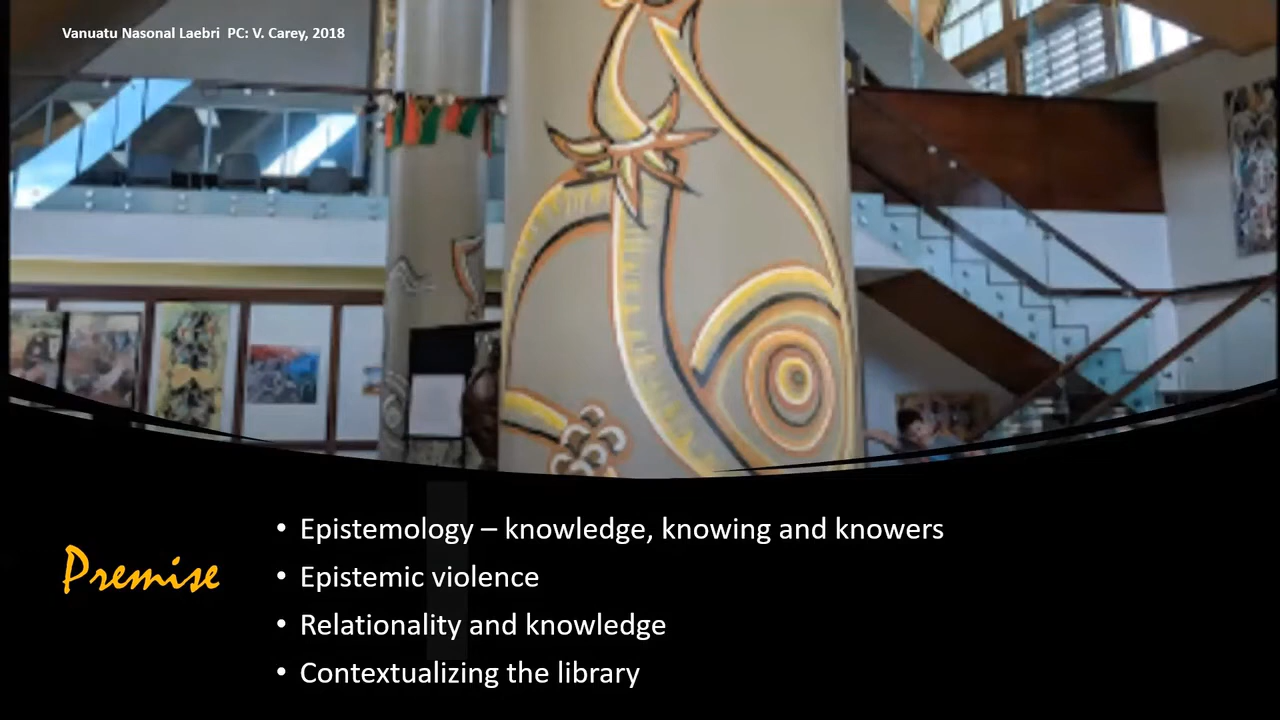 Vanuatu Nasonal Laebri PC: V. Carey, 2018
Premise
• Epistemology – knowledge, knowing and knowers
• Epistemic violence
• Relationality and knowledge
• Contextualizing the library